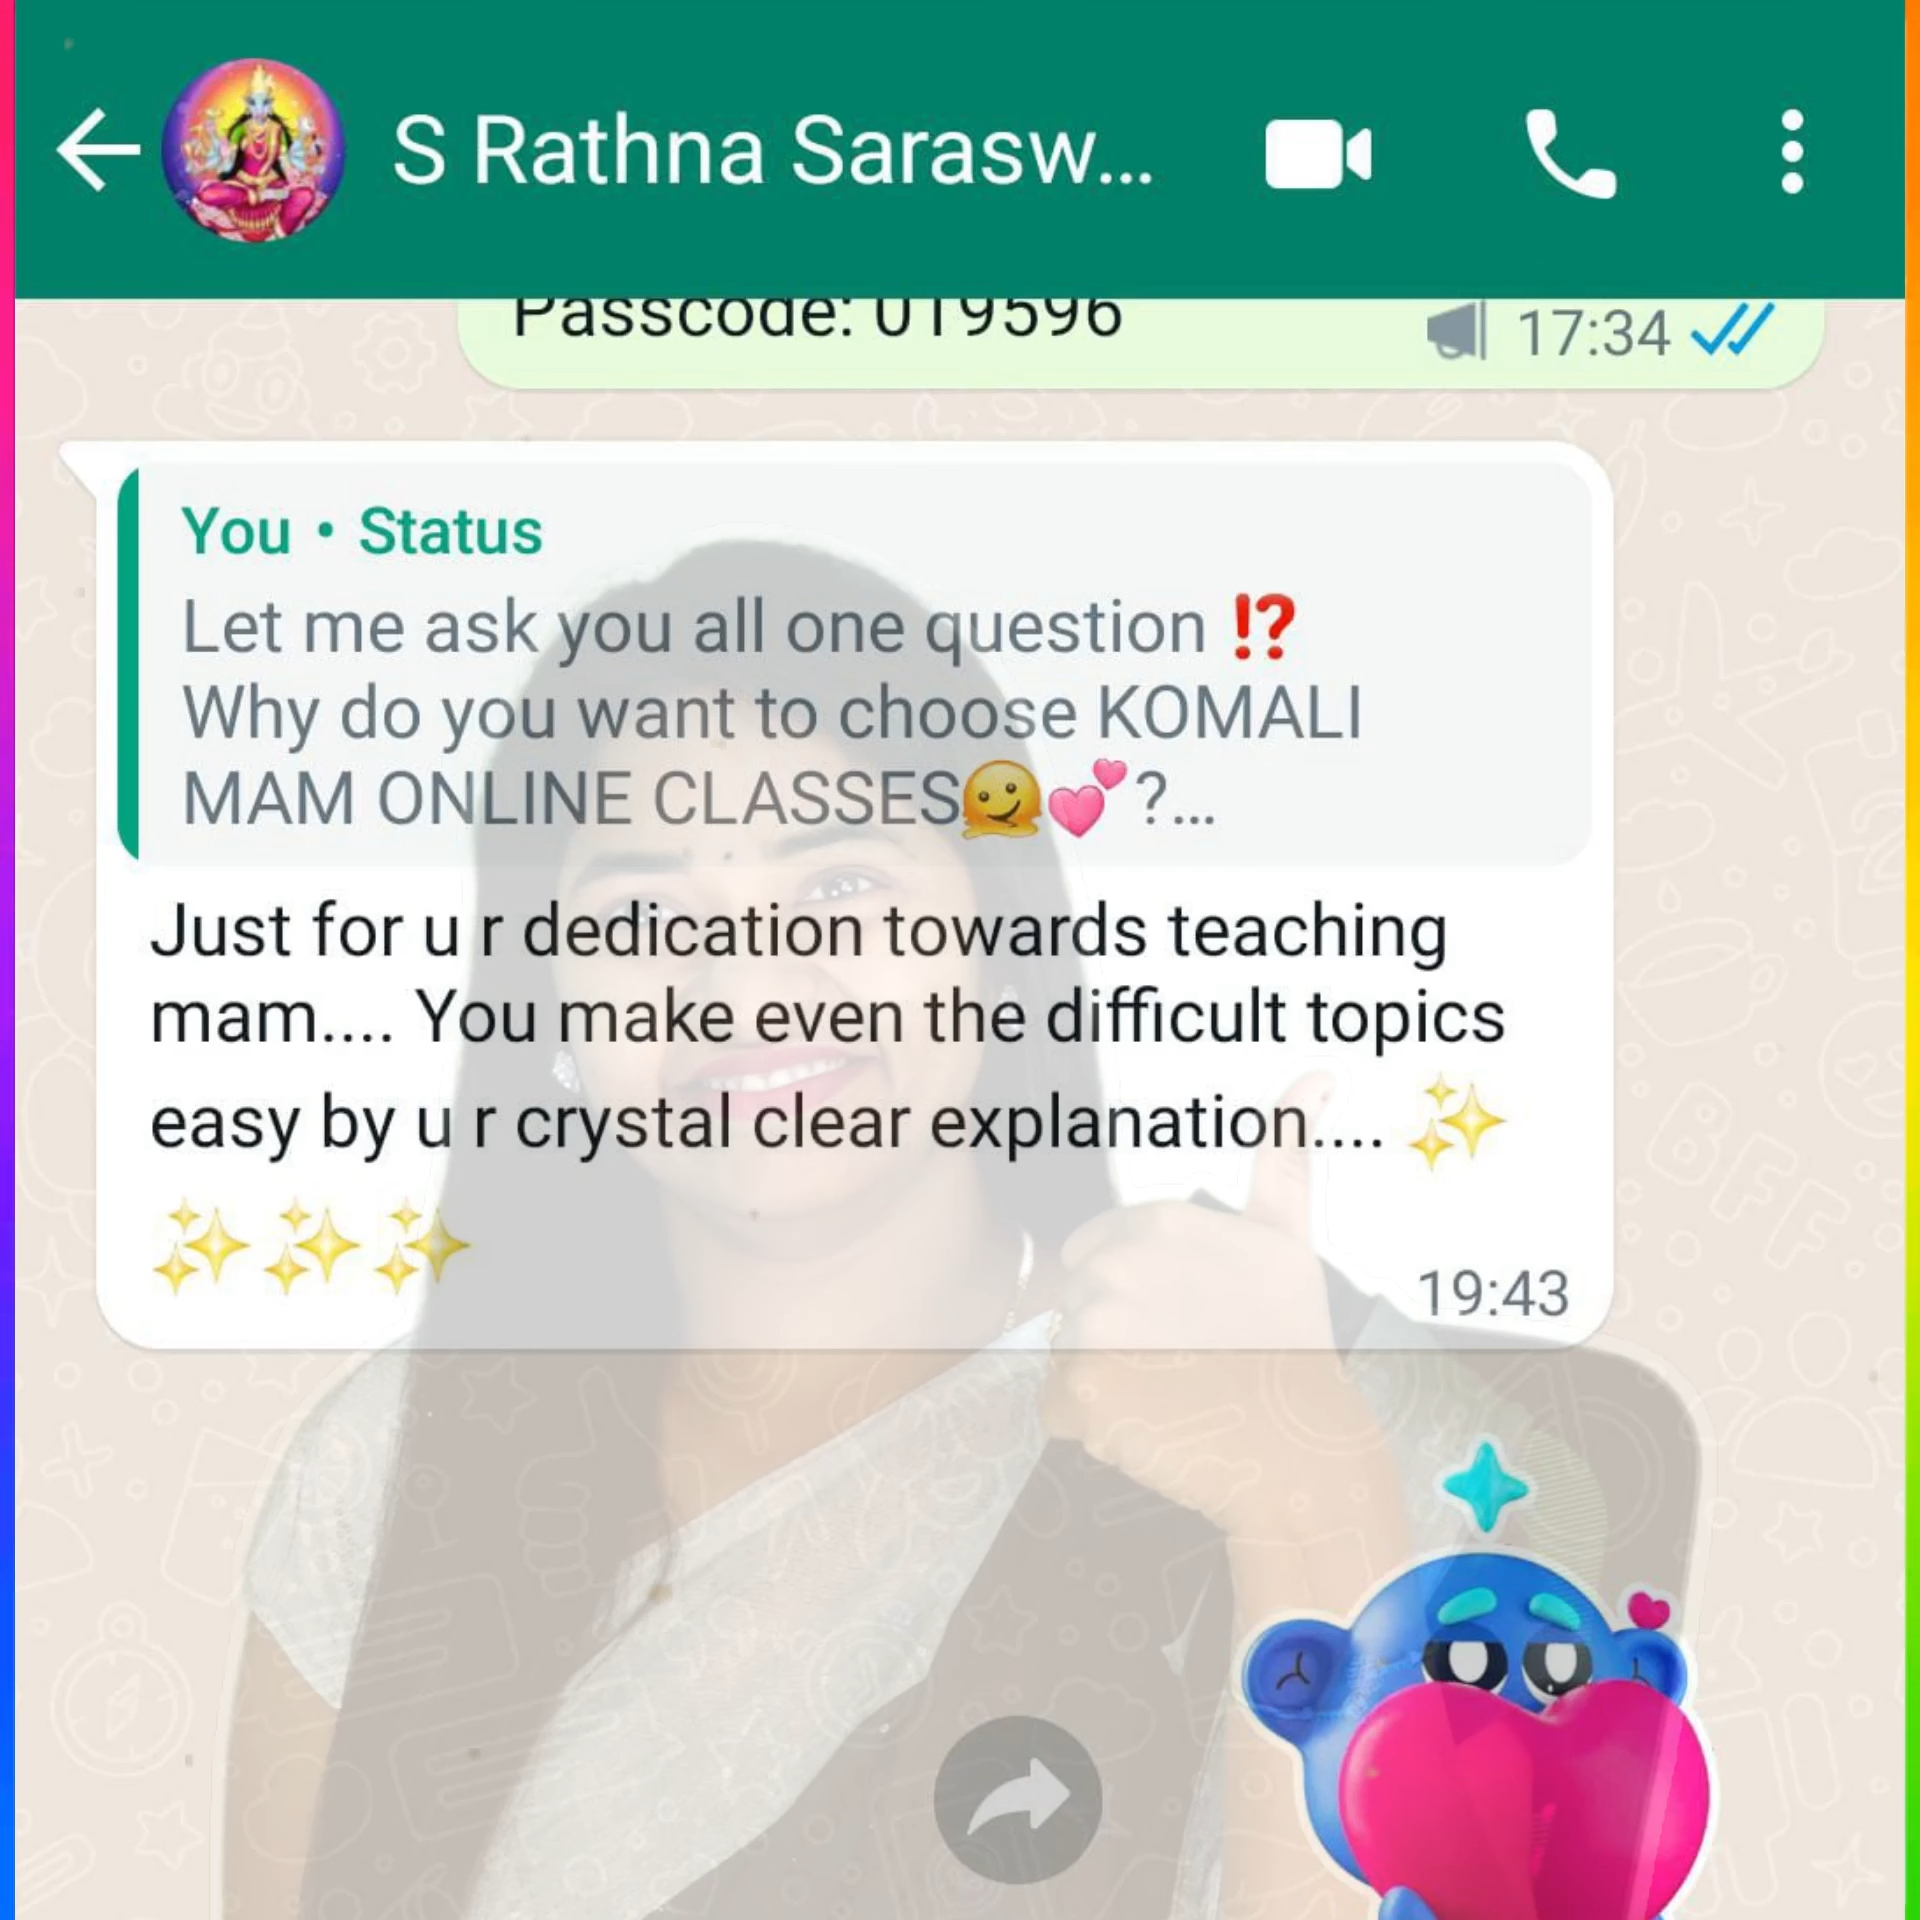 S Rathna Sarasw...
Passcode: 019596
17:34
You • Status
Let me ask you all one question ⁉️
Why do you want to choose KOMALI
MAM ONLINE CLASSES🫠💕?...
Just for u r dedication towards teaching
mam.... You make even the difficult topics
easy by u r crystal clear explanation.... ✨
✨✨✨
19:43